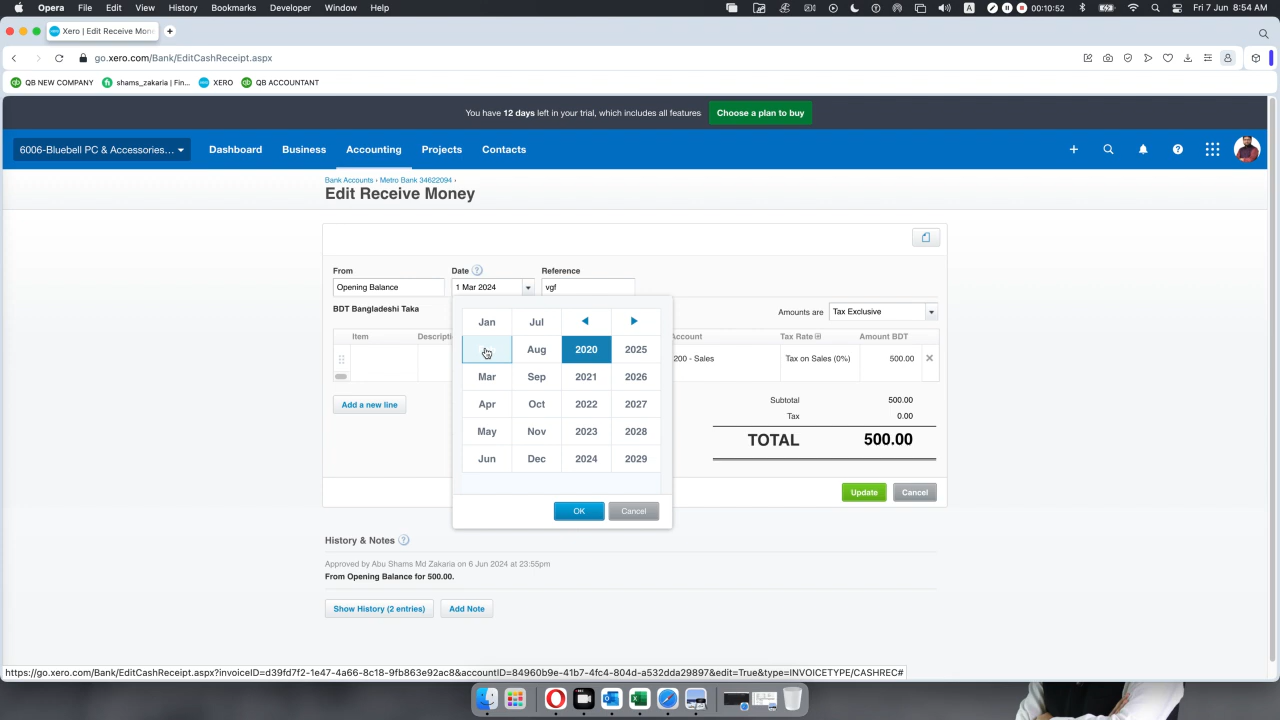 Opera File Edit View History Bookmarks Developer Window Help 00:10:52 A Fri 7 Jun 8:54 AM
Xero | Edit Receive Mon
go.xero.com/Bank/EditCashReceipt.aspx
QB NEW COMPANY shams_zakaria | Fin... XERO QB ACCOUNTANT
You have 12 days left in your trial, which includes all features Choose a plan to buy
6006-Bluebell PC & Accessories... Dashboard Business Accounting Projects Contacts
Bank Accounts › Metro Bank 34622094 ›
Edit Receive Money
From Date Reference
Opening Balance 1 Mar 2024 vgf
BDT Bangladeshi Taka Amounts are Tax Exclusive
Item Descripti Account Tax Rate Amount BDT
200 - Sales Tax on Sales (0%) 500.00
Jan Jul
Aug 2020 2025
Mar Sep 2021 2026
Apr Oct 2022 2027
May Nov 2023 2028
Jun Dec 2024 2029
OK Cancel
Add a new line
Subtotal 500.00
Tax 0.00
TOTAL 500.00
Update Cancel
History & Notes
Approved by Abu Shams Md Zakaria on 6 Jun 2024 at 23:55pm
From Opening Balance for 500.00.
Show History (2 entries) Add Note
https://go.xero.com/Bank/EditCashReceipt.aspx?invoiceID=d39fd7f2-1e47-4a66-8c18-9fb863e92ac8&accountID=84960b9e-41b7-4fc4-804d-a532dda29897&edit=True&type=INVOICETYPE/CASHREC#